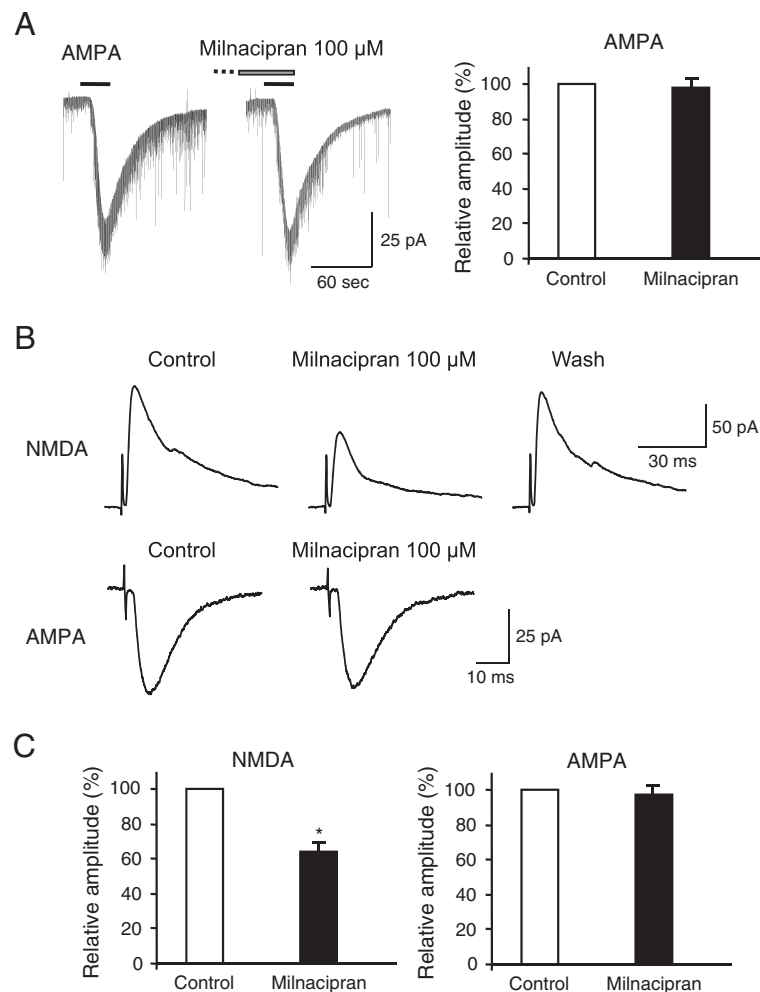 A
AMPA
Milnacipran 100 µM
25 pA
60 sec
AMPA
Relative amplitude (%)
100
80
60
40
20
0
Control
Milnacipran
B
Control
Milnacipran 100 µM
Wash
NMDA
50 pA
30 ms
Control
Milnacipran 100 µM
AMPA
25 pA
10 ms
C
NMDA
Relative amplitude (%)
100
80
60
40
20
0
*
Control
Milnacipran
AMPA
Relative amplitude (%)
100
80
60
40
20
0
Control
Milnacipran